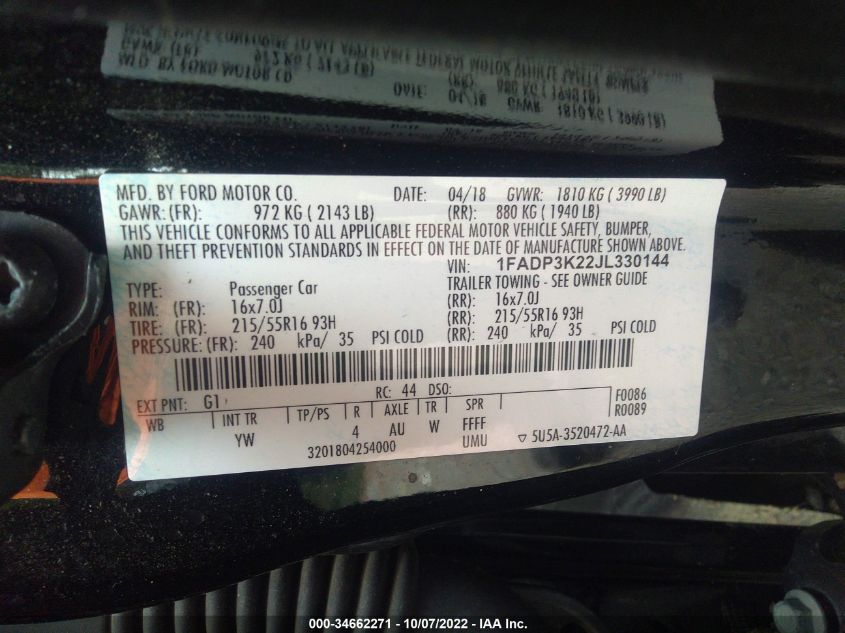 MFD. BY FORD MOTOR CO. DATE: 04/18 GVWR: 1810 KG ( 3990 LB)
GAWR: (FR): 972 KG ( 2143 LB) (RR): 880 KG ( 1940 LB)
THIS VEHICLE CONFORMS TO ALL APPLICABLE FEDERAL MOTOR VEHICLE SAFETY, BUMPER,
AND THEFT PREVENTION STANDARDS IN EFFECT ON THE DATE OF MANUFACTURE SHOWN ABOVE.
VIN: 1FADP3K22JL330144
TYPE: Passenger Car TRAILER TOWING - SEE OWNER GUIDE
RIM: (FR): 16x7.0J (RR): 16x7.0J
TIRE: (FR): 215/55R16 93H (RR): 215/55R16 93H
PRESSURE: (FR): 240 kPa/ 35 PSI COLD (RR): 240 kPa/ 35 PSI COLD
EXT PNT: G1 RC: 44 DSO: F0086
R0089
WB INT TR TP/PS R AXLE TR SPR
YW 4 AU W FFFF
3201804254000 UMU ▽ 5U5A-3520472-AA
000-34662271 - 10/07/2022 - IAA Inc.